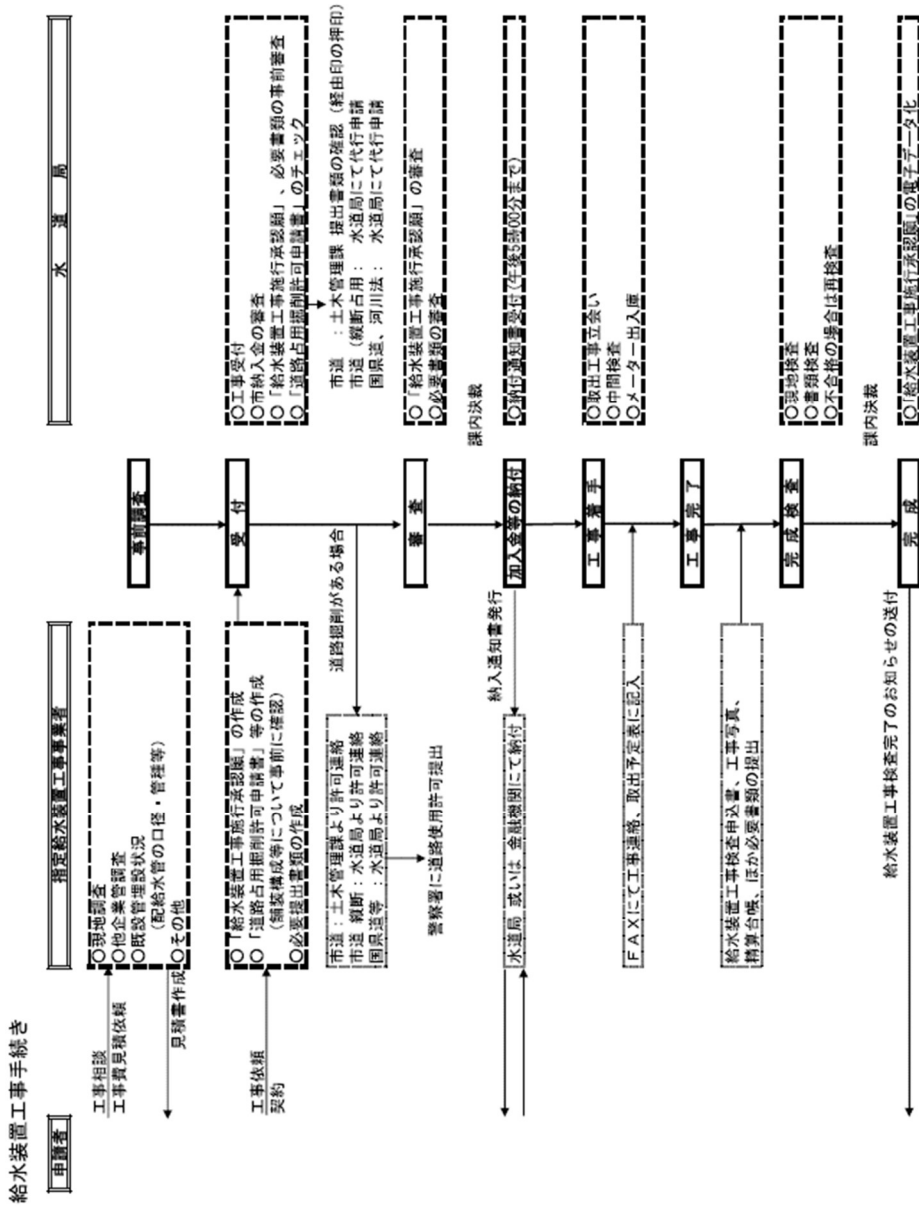 給水装置工事手続き
申請者
指定給水装置工事事業者
水道局
工事相談
工事費見積依頼
見積書作成
○現地調査
○他企業管調査
○既設管埋設状況
(配給水管の口径・管種等)
○その他
事前調査
工事依頼
契約
○「給水装置工事施行承認願」の作成
○「道路占用掘削許可申請書」等の作成
(舗装構成等について事前に確認)
○必要提出書類の作成
受付
○工事受付
○市納入金の審査
○「給水装置工事施行承認願」、必要書類の事前審査
○「道路占用掘削許可申請書」のチェック
市道 : 土木管理課 提出書類の確認 (経由印の押印)
市道 (縦断占用 : 水道局にて代行申請
国県道、河川法 : 水道局にて代行申請
道路掘削がある場合
市道 : 土木管理課より許可連絡
市道 縦断 : 水道局より許可連絡
国県道等 : 水道局より許可連絡
警察署に道路使用許可提出
審査
○「給水装置工事施行承認願」の審査
○必要書類の審査
課内決裁
納入通知書発行
水道局 或いは 金融機関にて納付
加入金等の納付
○納付通知書受付(午後5時00分まで)
工事着手
○取出工事立会い
○中間検査
○メーター出入庫
FAXにて工事連絡、取出予定表に記入
工事完了
給水装置工事検査申込書、工事写真、
精算台帳、ほか必要書類の提出
完成検査
○現地検査
○書類検査
○不合格の場合は再検査
課内決裁
給水装置工事検査完了のお知らせの送付
完成
○「給水装置工事施行承認願」の電子データ化